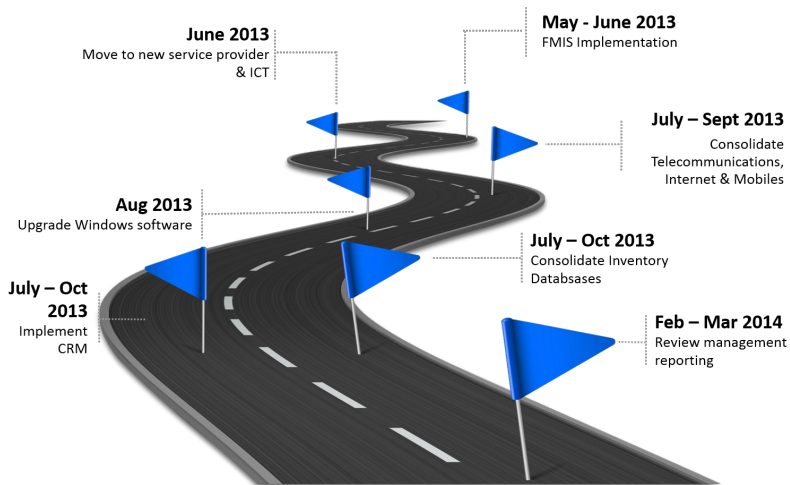 May - June 2013
FMIS Implementation
June 2013
Move to new service provider
& ICT
July – Sept 2013
Consolidate
Telecommunications,
Internet & Mobiles
Aug 2013
Upgrade Windows software
July – Oct 2013
Consolidate Inventory
Databsases
July – Oct
2013
Implement
CRM
Feb – Mar 2014
Review management
reporting